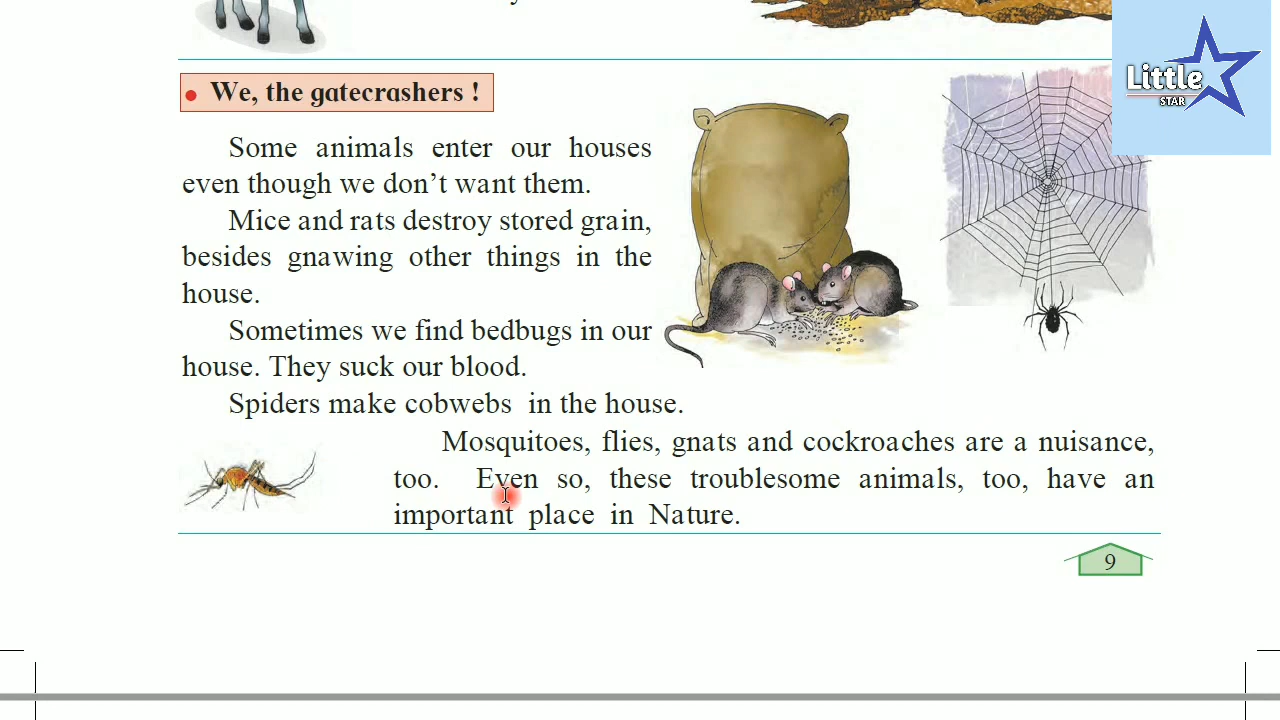 Little
STAR
• We, the gatecrashers !
Some animals enter our houses
even though we don't want them.
Mice and rats destroy stored grain,
besides gnawing other things in the
house.
Sometimes we find bedbugs in our
house. They suck our blood.
Spiders make cobwebs in the house.
Mosquitoes, flies, gnats and cockroaches are a nuisance,
too. Even so, these troublesome animals, too, have an
important place in Nature.
9